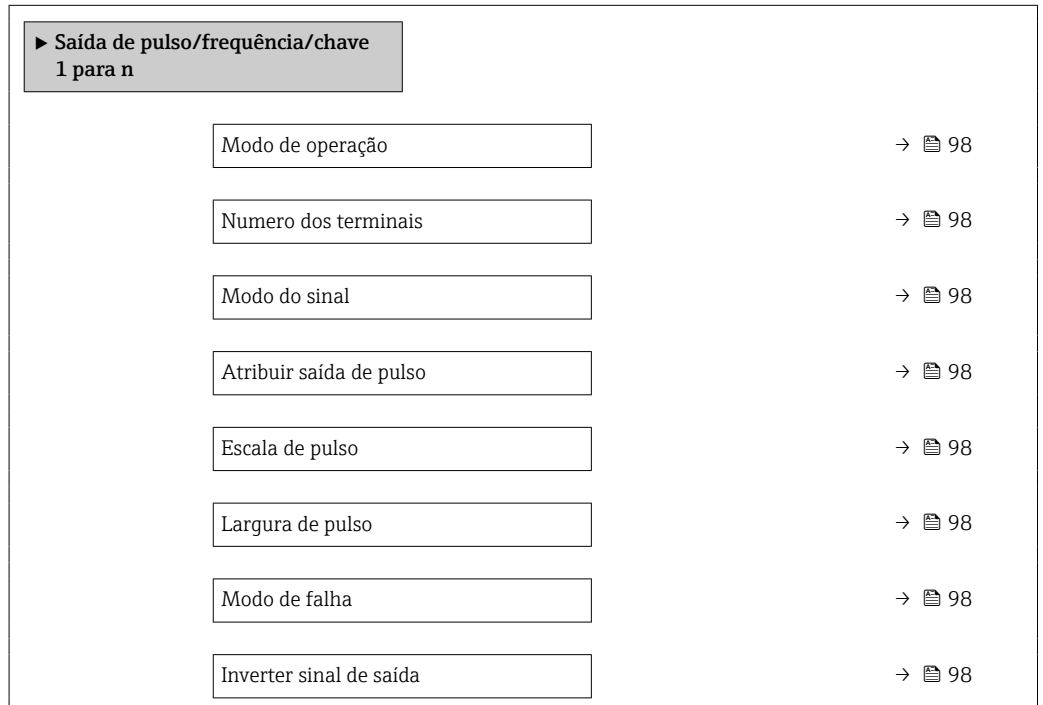 ▶ Saída de pulso/frequência/chave
1 para n
Modo de operação → 98
Numero dos terminais → 98
Modo do sinal → 98
Atribuir saída de pulso → 98
Escala de pulso → 98
Largura de pulso → 98
Modo de falha → 98
Inverter sinal de saída → 98